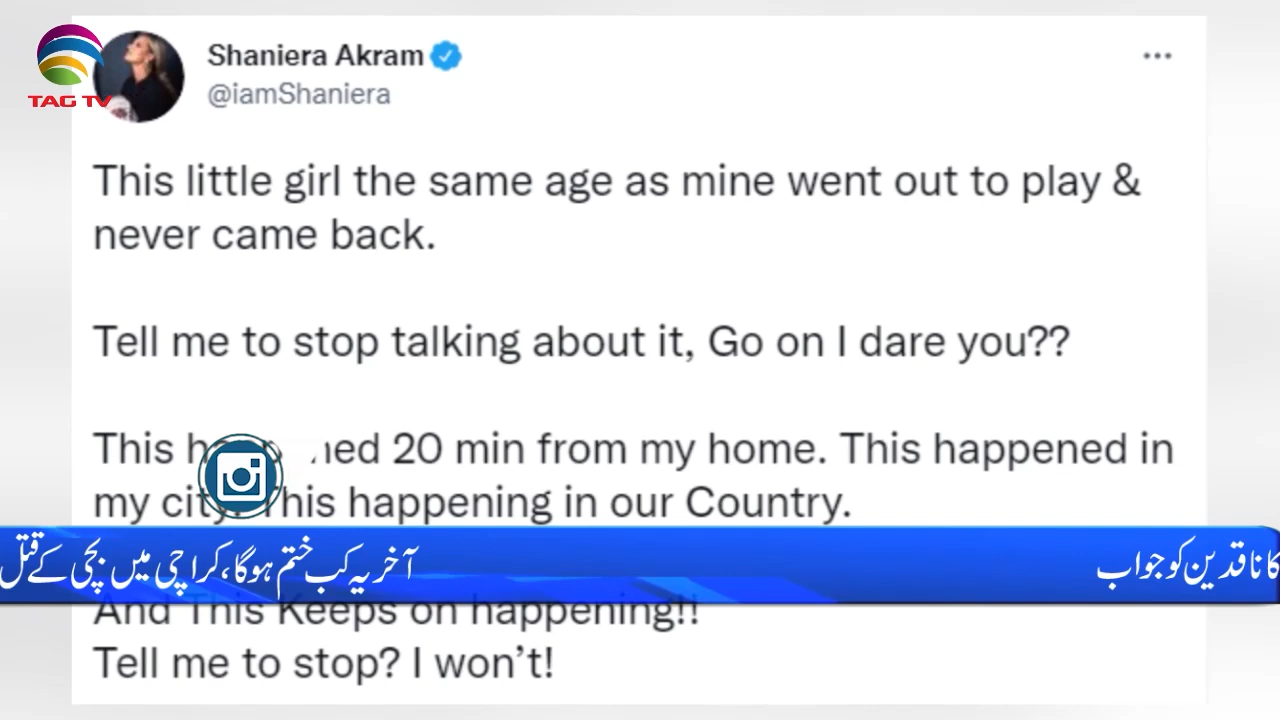 TAG TV
Shaniera Akram
@iamShaniera
This little girl the same age as mine went out to play &
never came back.
Tell me to stop talking about it, Go on I dare you??
This ned 20 min from my home. This happened in
my city. This happening in our Country.
کا ناقدین کو جواب
آخر یہ کب ختم ہوگا، کراچی میں بچی کے قتل
And This Keeps on happening!!
Tell me to stop? I won't!